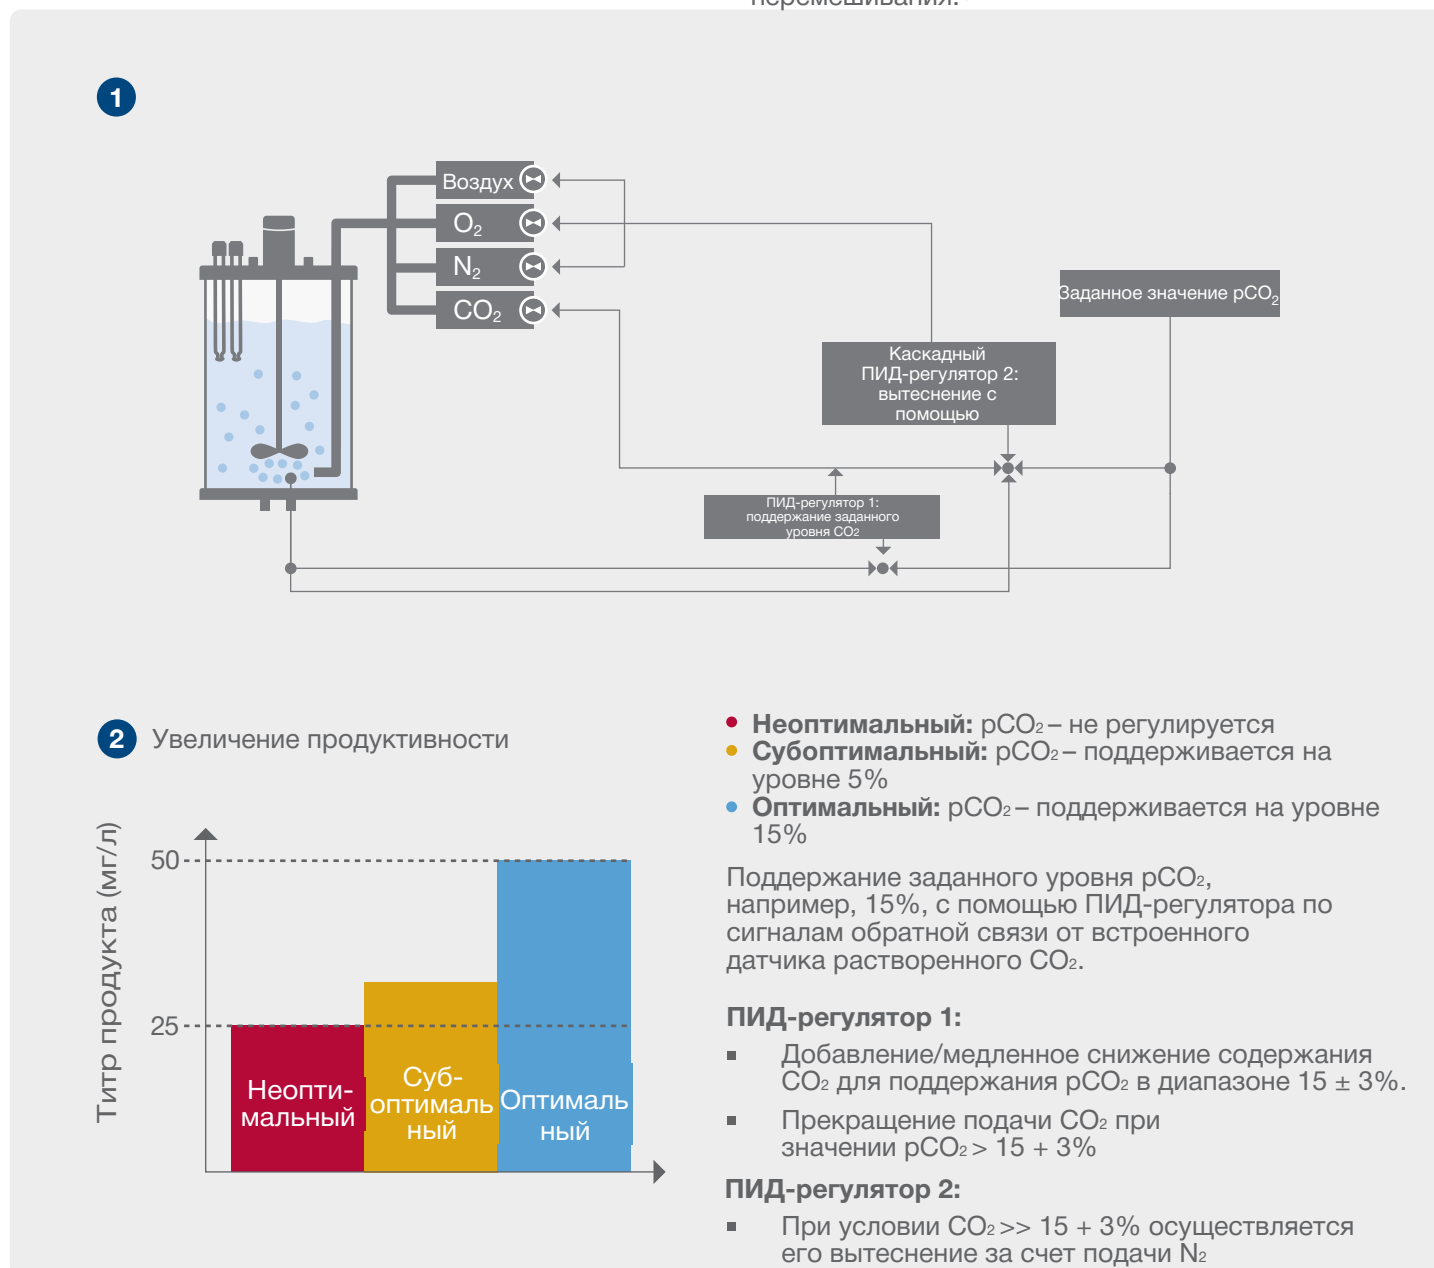 перемешивания.
1
Воздух
O₂
N₂
CO₂
Заданное значение pCO₂
Каскадный
ПИД-регулятор 2:
вытеснение с
помощью
ПИД-регулятор 1:
поддержание заданного
уровня CO2
2 Увеличение продуктивности
Титр продукта (мг/л)
50
25
Неопти-
мальный
Суб-
оптималь
ный
Оптималь
ный
• Неоптимальный: pCO₂ – не регулируется
• Субоптимальный: pCO₂ – поддерживается на
уровне 5%
• Оптимальный: pCO₂ – поддерживается на уровне
15%
Поддержание заданного уровня pCO₂,
например, 15%, с помощью ПИД-регулятора по
сигналам обратной связи от встроенного
датчика растворенного CO₂.
ПИД-регулятор 1:
▪ Добавление/медленное снижение содержания
CO₂ для поддержания pCO₂ в диапазоне 15 ± 3%.
▪ Прекращение подачи CO₂ при
значении pCO₂ > 15 + 3%
ПИД-регулятор 2:
▪ При условии CO₂ >> 15 + 3% осуществляется
его вытеснение за счет подачи N₂